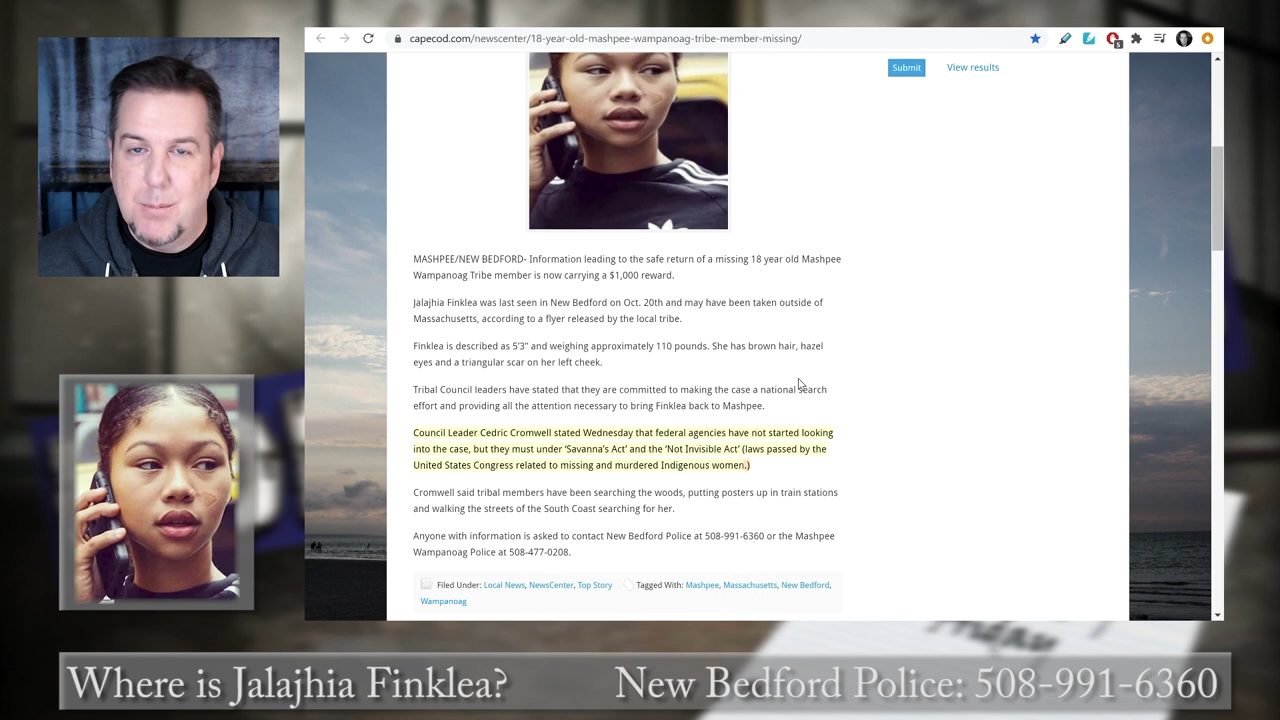 capecod.com/newscenter/18-year-old-mashpee-wampanoag-tribe-member-missing/
5
Submit
View results
MASHPEE/NEW BEDFORD- Information leading to the safe return of a missing 18 year old Mashpee
Wampanoag Tribe member is now carrying a $1,000 reward.
Jalajhia Finklea was last seen in New Bedford on Oct. 20th and may have been taken outside of
Massachusetts, according to a flyer released by the local tribe.
Finklea is described as 5'3" and weighing approximately 110 pounds. She has brown hair, hazel
eyes and a triangular scar on her left cheek.
Tribal Council leaders have stated that they are committed to making the case a national search
effort and providing all the attention necessary to bring Finklea back to Mashpee.
Council Leader Cedric Cromwell stated Wednesday that federal agencies have not started looking
into the case, but they must under ‘Savanna’s Act’ and the ‘Not Invisible Act’ (laws passed by the
United States Congress related to missing and murdered Indigenous women.)
Cromwell said tribal members have been searching the woods, putting posters up in train stations
and walking the streets of the South Coast searching for her.
Anyone with information is asked to contact New Bedford Police at 508-991-6360 or the Mashpee
Wampanoag Police at 508-477-0208.
Filed Under: Local News, NewsCenter, Top Story
Tagged With: Mashpee, Massachusetts, New Bedford,
Wampanoag
Where is Jalajhia Finklea?
New Bedford Police: 508-991-6360